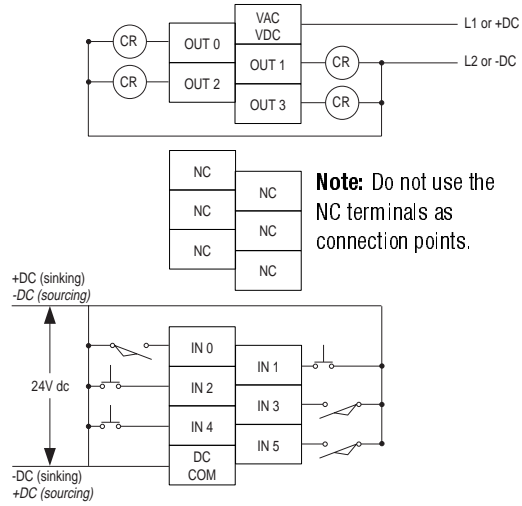 VAC
VDC
L1 or +DC
CR
OUT 0
OUT 1
CR
L2 or -DC
CR
OUT 2
OUT 3
CR
NC
NC
NC
NC
NC
NC
Note: Do not use the
NC terminals as
connection points.
+DC (sinking)
-DC (sourcing)
24V dc
IN 0
IN 1
IN 2
IN 3
IN 4
IN 5
DC
COM
-DC (sinking)
+DC (sourcing)